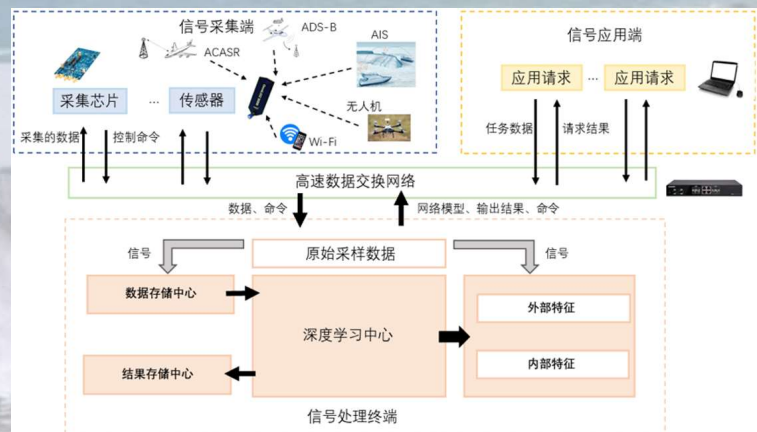 信号采集端
ADS-B
ACASR
AIS
采集芯片
...
传感器
无人机
Wi-Fi
采集的数据
控制命令
信号应用端
应用请求
...
应用请求
任务数据
请求结果
高速数据交换网络
数据、命令
网络模型、输出结果、命令
信号
原始采样数据
信号
数据存储中心
深度学习中心
外部特征
内部特征
结果存储中心
信号处理终端